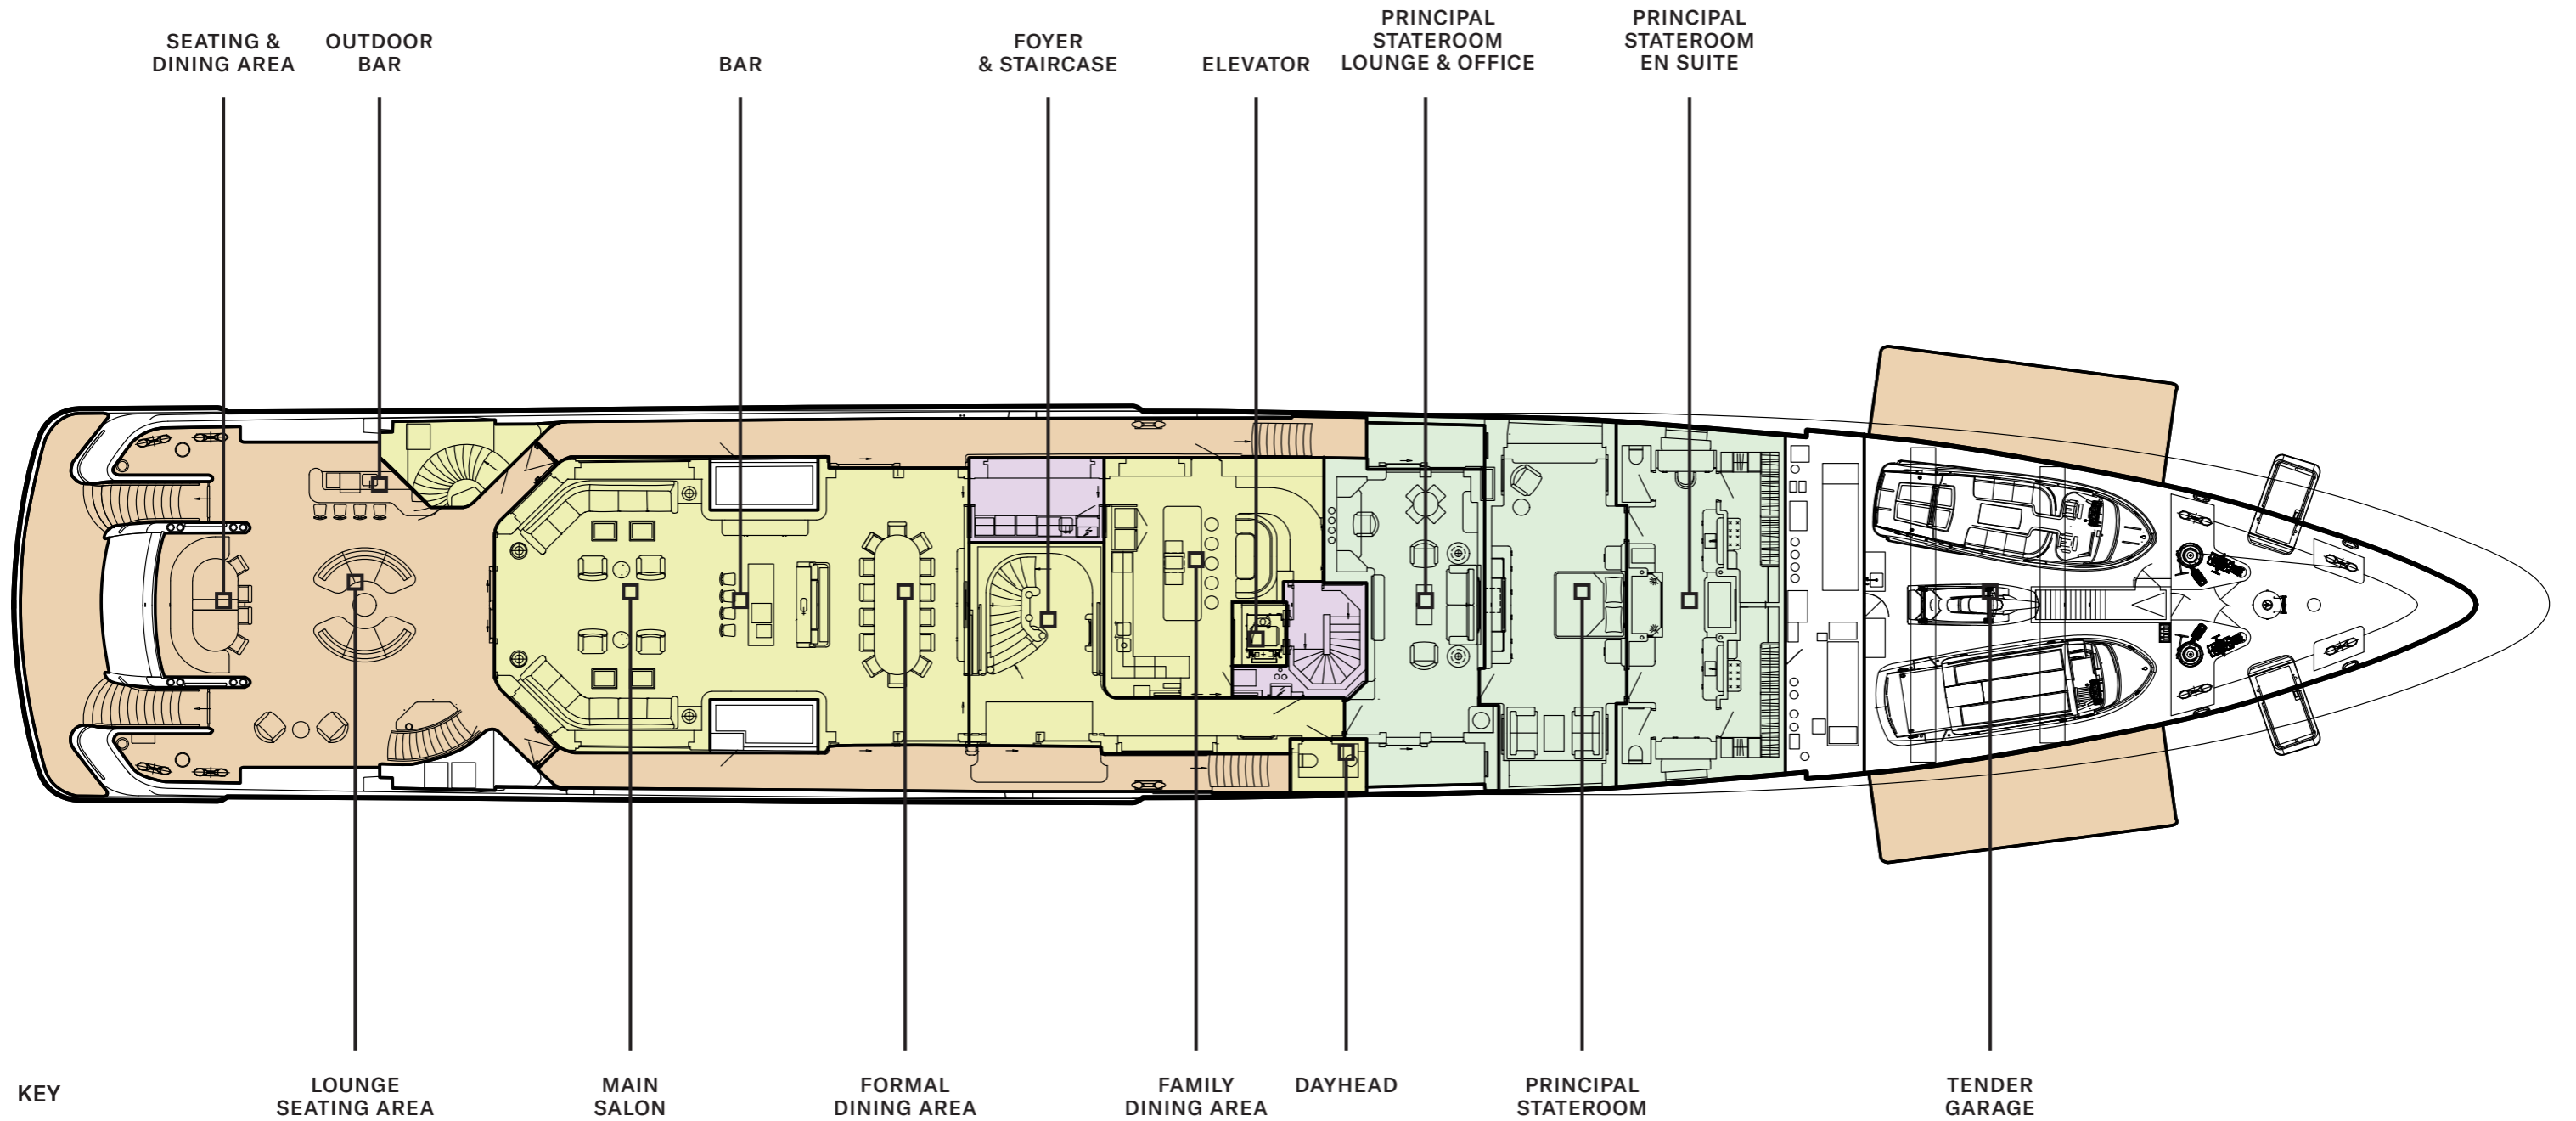 SEATING &
DINING AREA
OUTDOOR
BAR
BAR
FOYER
& STAIRCASE
ELEVATOR
PRINCIPAL
STATEROOM
LOUNGE & OFFICE
PRINCIPAL
STATEROOM
EN SUITE
KEY
LOUNGE
SEATING AREA
MAIN
SALON
FORMAL
DINING AREA
FAMILY
DINING AREA
DAYHEAD
PRINCIPAL
STATEROOM
TENDER
GARAGE